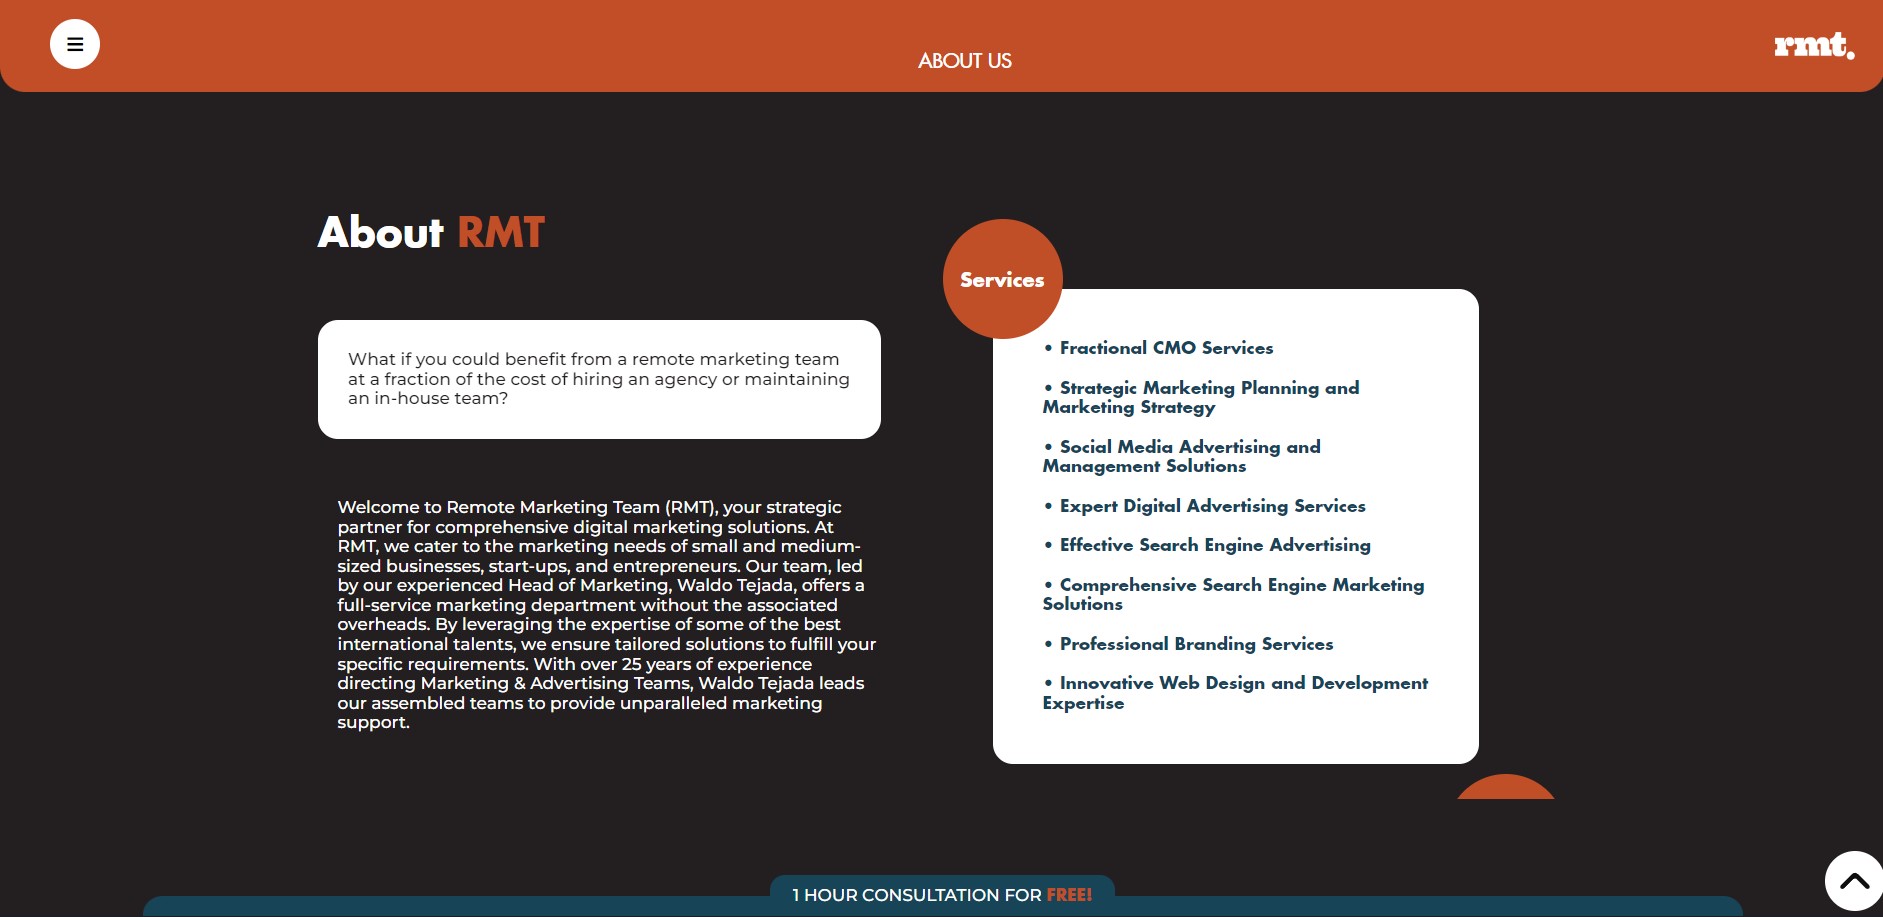 ABOUT US
rmt.
About RMT
What if you could benefit from a remote marketing team
at a fraction of the cost of hiring an agency or maintaining
an in-house team?
Welcome to Remote Marketing Team (RMT), your strategic
partner for comprehensive digital marketing solutions. At
RMT, we cater to the marketing needs of small and medium-
sized businesses, start-ups, and entrepreneurs. Our team, led
by our experienced Head of Marketing, Waldo Tejada, offers a
full-service marketing department without the associated
overheads. By leveraging the expertise of some of the best
international talents, we ensure tailored solutions to fulfill your
specific requirements. With over 25 years of experience
directing Marketing & Advertising Teams, Waldo Tejada leads
our assembled teams to provide unparalleled marketing
support.
Services
• Fractional CMO Services
• Strategic Marketing Planning and
Marketing Strategy
• Social Media Advertising and
Management Solutions
• Expert Digital Advertising Services
• Effective Search Engine Advertising
• Comprehensive Search Engine Marketing
Solutions
• Professional Branding Services
• Innovative Web Design and Development
Expertise
1 HOUR CONSULTATION FOR FREE!